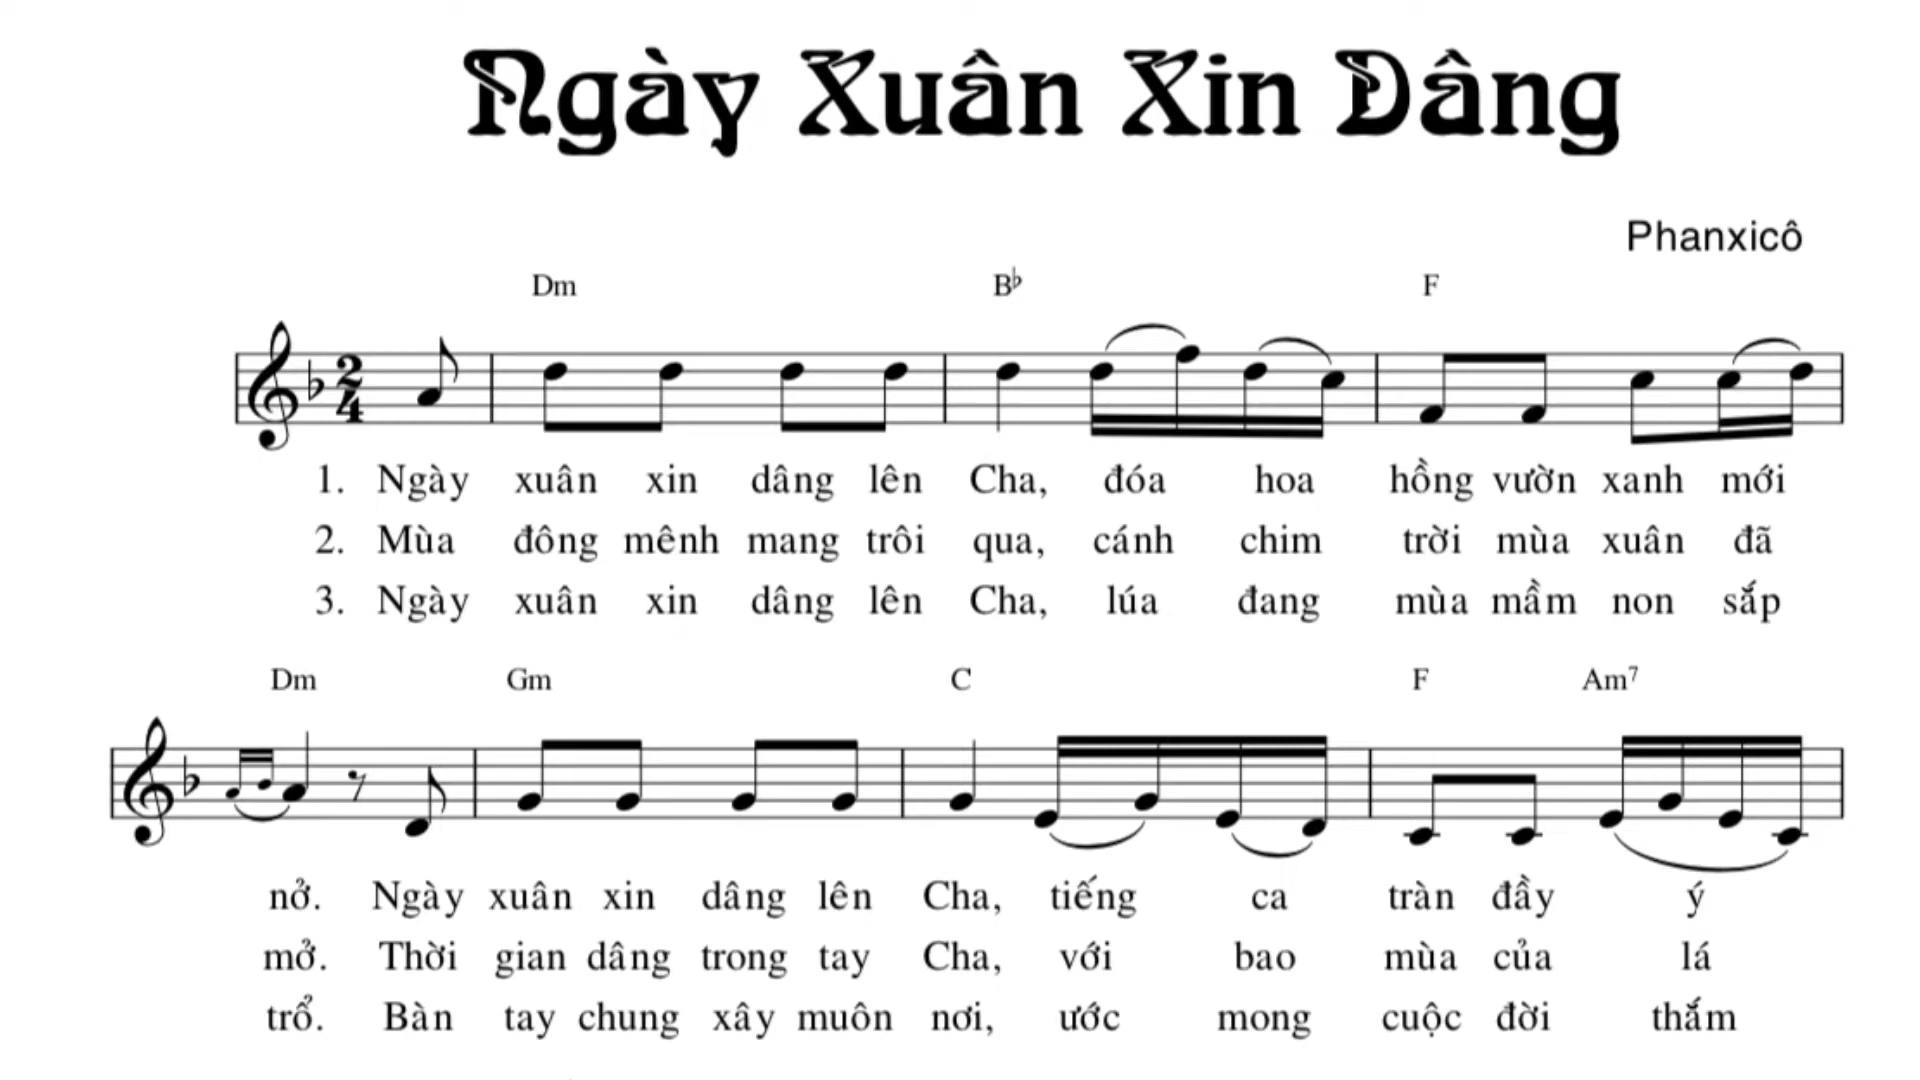 Ngày Xuân Xin Dâng
Phanxicô
Dm B♭ F
2
4
1. Ngày xuân xin dâng lên Cha, đóa hoa hồng vườn xanh mới
2. Mùa đông mênh mang trôi qua, cánh chim trời mùa xuân đã
3. Ngày xuân xin dâng lên Cha, lúa đang mùa mầm non sắp
Dm Gm C F Am7
nở. Ngày xuân xin dâng lên Cha, tiếng ca tràn đầy ý
mở. Thời gian dâng trong tay Cha, với bao mùa của lá
trổ. Bàn tay chung xây muôn nơi, ước mong cuộc đời thắm